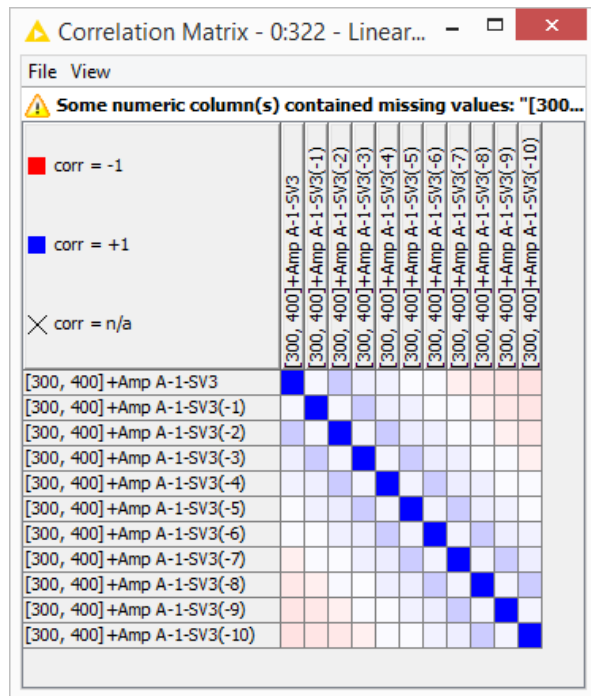 Correlation Matrix - 0:322 - Linear...
File View
Some numeric column(s) contained missing values: "[300...
corr = -1
corr = +1
corr = n/a
[300, 400]+Amp A-1-SV3
[300, 400]+Amp A-1-SV3(-1)
[300, 400]+Amp A-1-SV3(-2)
[300, 400]+Amp A-1-SV3(-3)
[300, 400]+Amp A-1-SV3(-4)
[300, 400]+Amp A-1-SV3(-5)
[300, 400]+Amp A-1-SV3(-6)
[300, 400]+Amp A-1-SV3(-7)
[300, 400]+Amp A-1-SV3(-8)
[300, 400]+Amp A-1-SV3(-9)
[300, 400]+Amp A-1-SV3(-10)
[300, 400]+Amp A-1-SV3
[300, 400]+Amp A-1-SV3(-1)
[300, 400]+Amp A-1-SV3(-2)
[300, 400]+Amp A-1-SV3(-3)
[300, 400]+Amp A-1-SV3(-4)
[300, 400]+Amp A-1-SV3(-5)
[300, 400]+Amp A-1-SV3(-6)
[300, 400]+Amp A-1-SV3(-7)
[300, 400]+Amp A-1-SV3(-8)
[300, 400]+Amp A-1-SV3(-9)
[300, 400]+Amp A-1-SV3(-10)